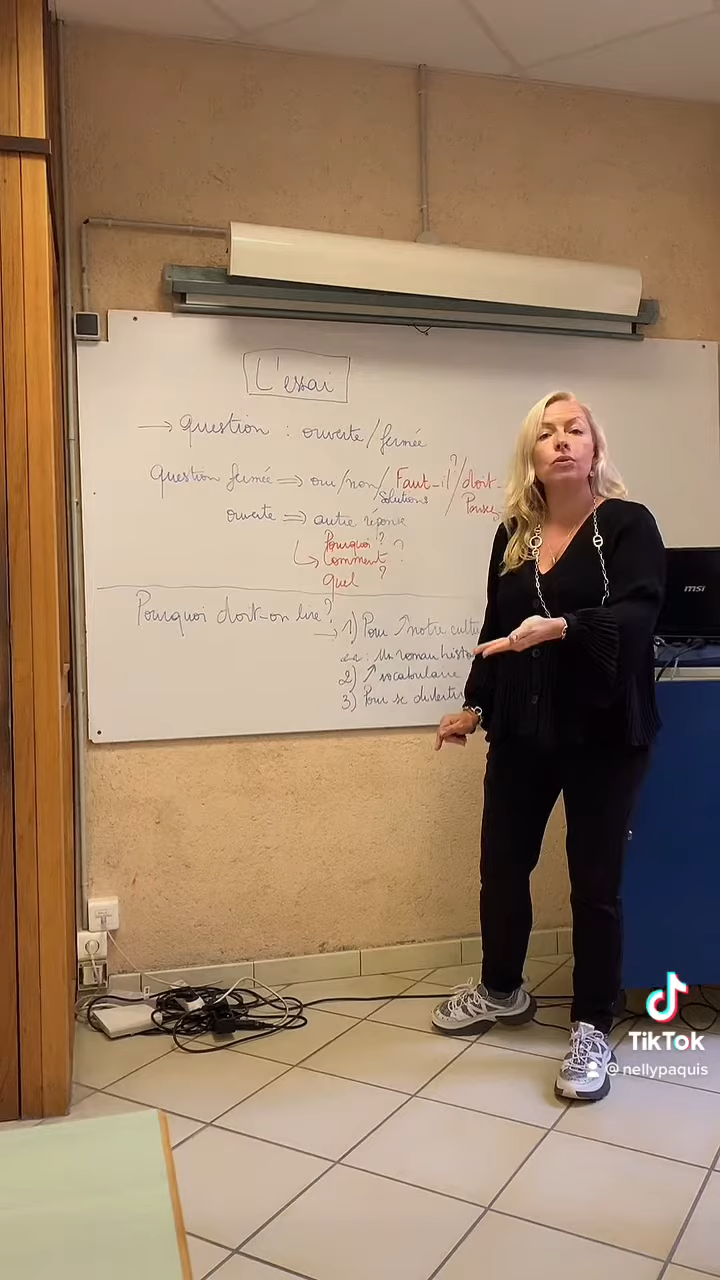 L'essai
→ Question : ouverte/fermée
Question fermée ⇒ oui/non/ Faut-il ?/doit-
Solutions
ouverte ⇒ autre réponse
Pourquoi ?
Comment ?
Quel ?
Pourquoi doit-on lire ?
→ 1) Pour ↗ notre cultu
ex : Un roman histo
2) ↗ vocabulaire
3) Pour se divertir
msi
TikTok
@nellypaquis